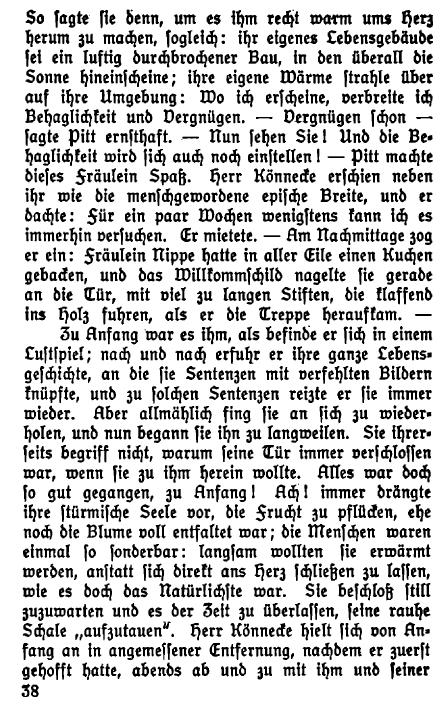 So sagte sie denn, um es ihm recht warm ums Herz
herum zu machen, sogleich: ihr eigenes Lebensgebäude
sei ein luftig durchbrochener Bau, in den überall die
Sonne hineinscheine; ihre eigene Wärme strahle über
auf ihre Umgebung: Wo ich erscheine, verbreite ich
Behaglichkeit und Vergnügen. — Vergnügen schon —
sagte Pitt ernsthaft. — Nun sehen Sie! Und die Be-
haglichkeit wird sich auch noch einstellen! — Pitt machte
dieses Fräulein Spaß. Herr Könnecke erschien neben
ihr wie die menschgewordene epische Breite, und er
dachte: Für ein paar Wochen wenigstens kann ich es
immerhin versuchen. Er mietete. — Am Nachmittage zog
er ein: Fräulein Nippe hatte in aller Eile einen Kuchen
gebacken, und das Willkommschild nagelte sie gerade
an die Tür, mit viel zu langen Stiften, die klaffend
ins Holz fuhren, als er die Treppe heraufkam. —
Zu Anfang war es ihm, als befinde er sich in einem
Lustspiel; nach und nach erfuhr er ihre ganze Lebens-
geschichte, an die sie Sentenzen mit verfehlten Bildern
knüpfte, und zu solchen Sentenzen reizte er sie immer
wieder. Aber allmählich fing sie an sich zu wieder-
holen, und nun begann sie ihn zu langweilen. Sie ihrer-
seits begriff nicht, warum seine Tür immer verschlossen
war, wenn sie zu ihm herein wollte. Alles war doch
so gut gegangen, zu Anfang! Ach! immer drängte
ihre stürmische Seele vor, die Frucht zu pflücken, ehe
noch die Blume voll entfaltet war; die Menschen waren
einmal so sonderbar: langsam wollten sie erwärmt
werden, anstatt sich direkt ans Herz schließen zu lassen,
wie es doch das Natürlichste war. Sie beschloß still
zuzuwarten und es der Zeit zu überlassen, seine rauhe
Schale „aufzutauen". Herr Könnecke hielt sich von An-
fang an in angemessener Entfernung, nachdem er zuerst
gehofft hatte, abends ab und zu mit ihm und seiner
38